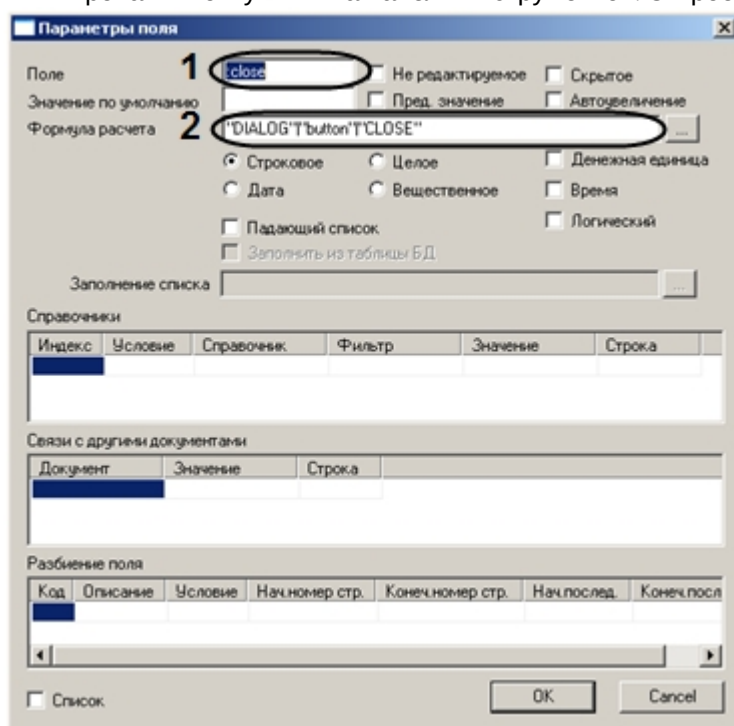 Параметры поля
Поле 1 :close Не редактируемое Скрытое
Значение по умолчанию Пред. значение Автоувеличение
Формула расчета 2 "DIALOG"|"button"|"CLOSE" ...
Строковое Целое Денежная единица
Дата Вещественное Время
Падающий список Логический
Заполнить из таблицы БД
Заполнение списка ...
Справочники
Индекс Условие Справочник Фильтр Значение Строка
Связи с другими документами
Документ Значение Строка
Разбиение поля
Код Описание Условие Нач.номер стр. Конеч.номер стр. Нач.послед. Конеч.посл
Список OK Cancel